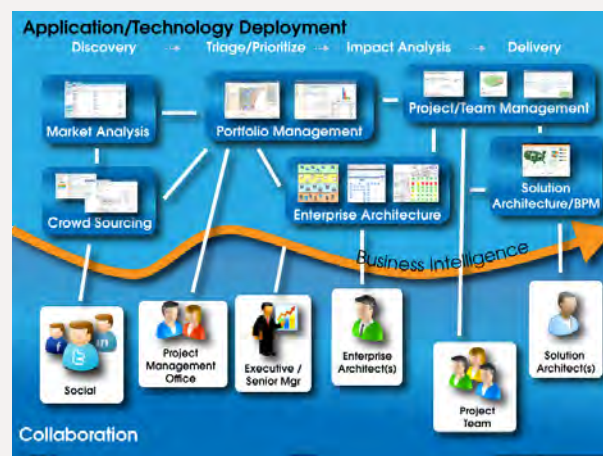 Application/Technology Deployment
Discovery → Triage/Prioritize → Impact Analysis → Delivery
Market Analysis
Portfolio Management
Project/Team Management
Crowd Sourcing
Enterprise Architecture
Solution
Architecture/BPM
Business Intelligence
Social
Project
Management
Office
Executive /
Senior Mgr
Enterprise
Architect(s)
Project
Team
Solution
Architect(s)
Collaboration